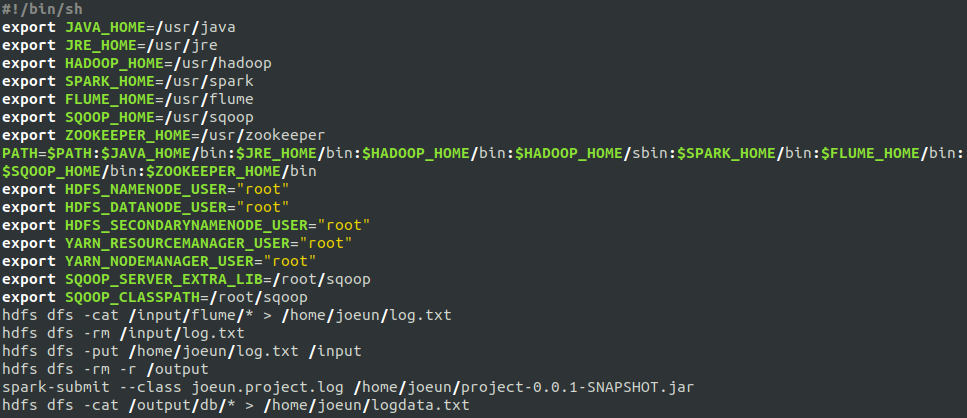 #!/bin/sh
export JAVA_HOME=/usr/java
export JRE_HOME=/usr/jre
export HADOOP_HOME=/usr/hadoop
export SPARK_HOME=/usr/spark
export FLUME_HOME=/usr/flume
export SQOOP_HOME=/usr/sqoop
export ZOOKEEPER_HOME=/usr/zookeeper
PATH=$PATH:$JAVA_HOME/bin:$JRE_HOME/bin:$HADOOP_HOME/bin:$HADOOP_HOME/sbin:$SPARK_HOME/bin:$FLUME_HOME/bin:
$SQOOP_HOME/bin:$ZOOKEEPER_HOME/bin
export HDFS_NAMENODE_USER="root"
export HDFS_DATANODE_USER="root"
export HDFS_SECONDARYNAMENODE_USER="root"
export YARN_RESOURCEMANAGER_USER="root"
export YARN_NODEMANAGER_USER="root"
export SQOOP_SERVER_EXTRA_LIB=/root/sqoop
export SQOOP_CLASSPATH=/root/sqoop
hdfs dfs -cat /input/flume/* > /home/joeun/log.txt
hdfs dfs -rm /input/log.txt
hdfs dfs -put /home/joeun/log.txt /input
hdfs dfs -rm -r /output
spark-submit --class joeun.project.log /home/joeun/project-0.0.1-SNAPSHOT.jar
hdfs dfs -cat /output/db/* > /home/joeun/logdata.txt